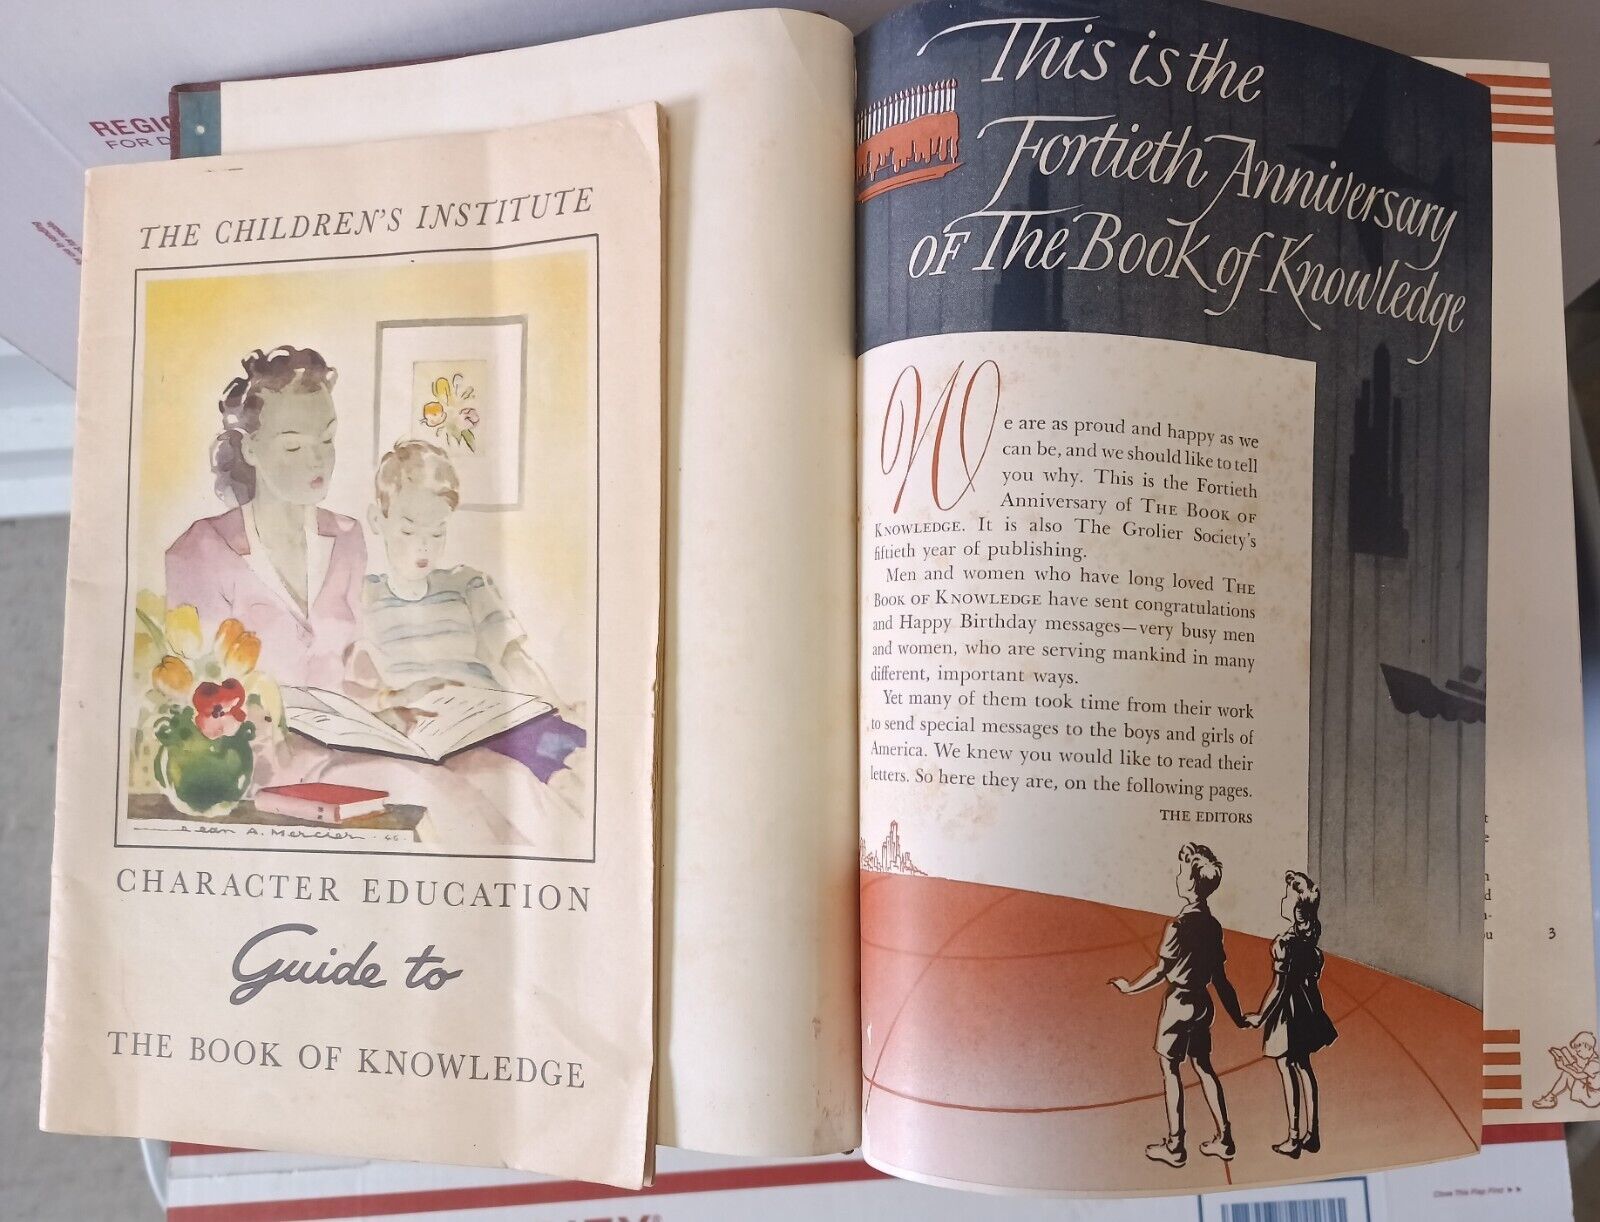 THE CHILDREN'S INSTITUTE
Jean A. Mercier · 46 ·
CHARACTER EDUCATION
Guide to
THE BOOK OF KNOWLEDGE
This is the
Fortieth Anniversary
OF The Book of Knowledge
We are as proud and happy as we
can be, and we should like to tell
you why. This is the Fortieth
Anniversary of THE BOOK OF
KNOWLEDGE. It is also The Grolier Society's
fiftieth year of publishing.
Men and women who have long loved THE
BOOK OF KNOWLEDGE have sent congratulations
and Happy Birthday messages—very busy men
and women, who are serving mankind in many
different, important ways.
Yet many of them took time from their work
to send special messages to the boys and girls of
America. We knew you would like to read their
letters. So here they are, on the following pages.
THE EDITORS
3
REGIO
FOR D
Close This Flap First